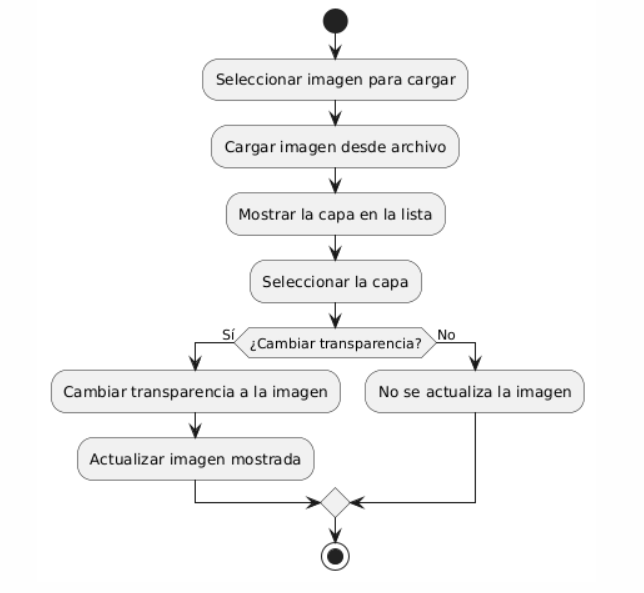 Seleccionar imagen para cargar
Cargar imagen desde archivo
Mostrar la capa en la lista
Seleccionar la capa
Sí
¿Cambiar transparencia?
No
Cambiar transparencia a la imagen
No se actualiza la imagen
Actualizar imagen mostrada